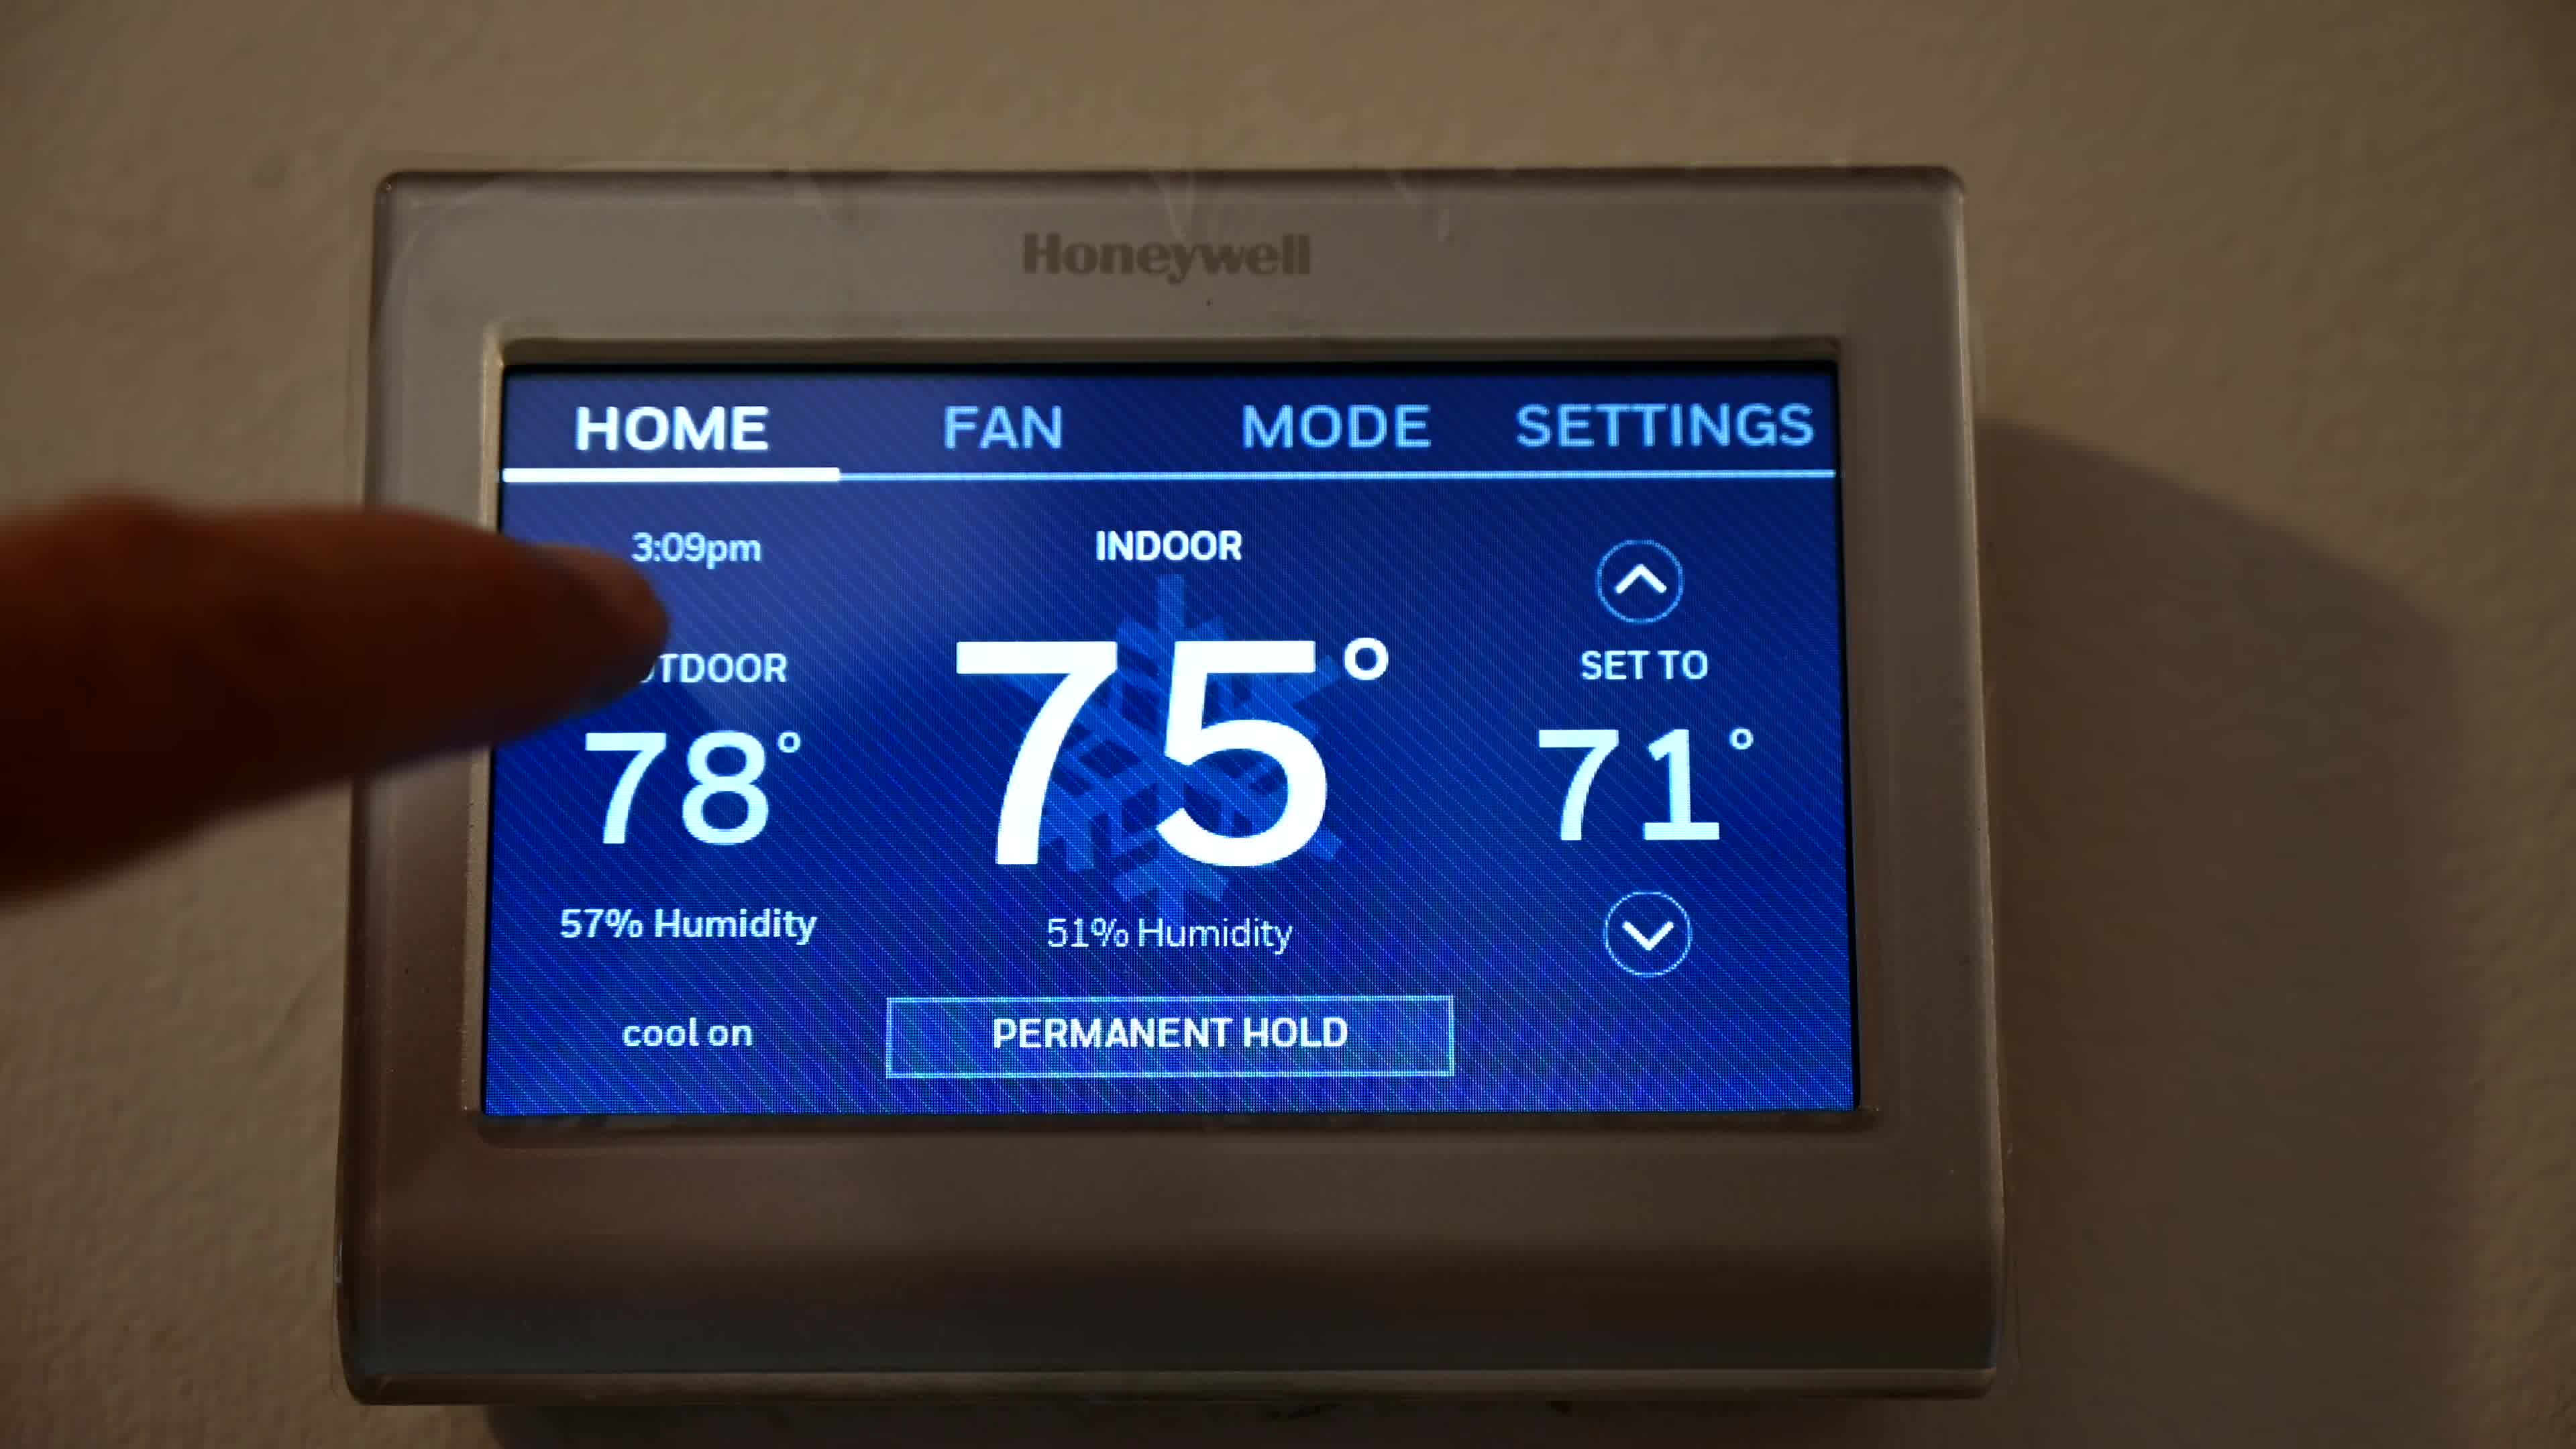 Honeywell
HOME FAN MODE SETTINGS
3:09pm
INDOOR
TDOOR
SET TO
78°
75°
71°
57% Humidity
51% Humidity
cool on
PERMANENT HOLD